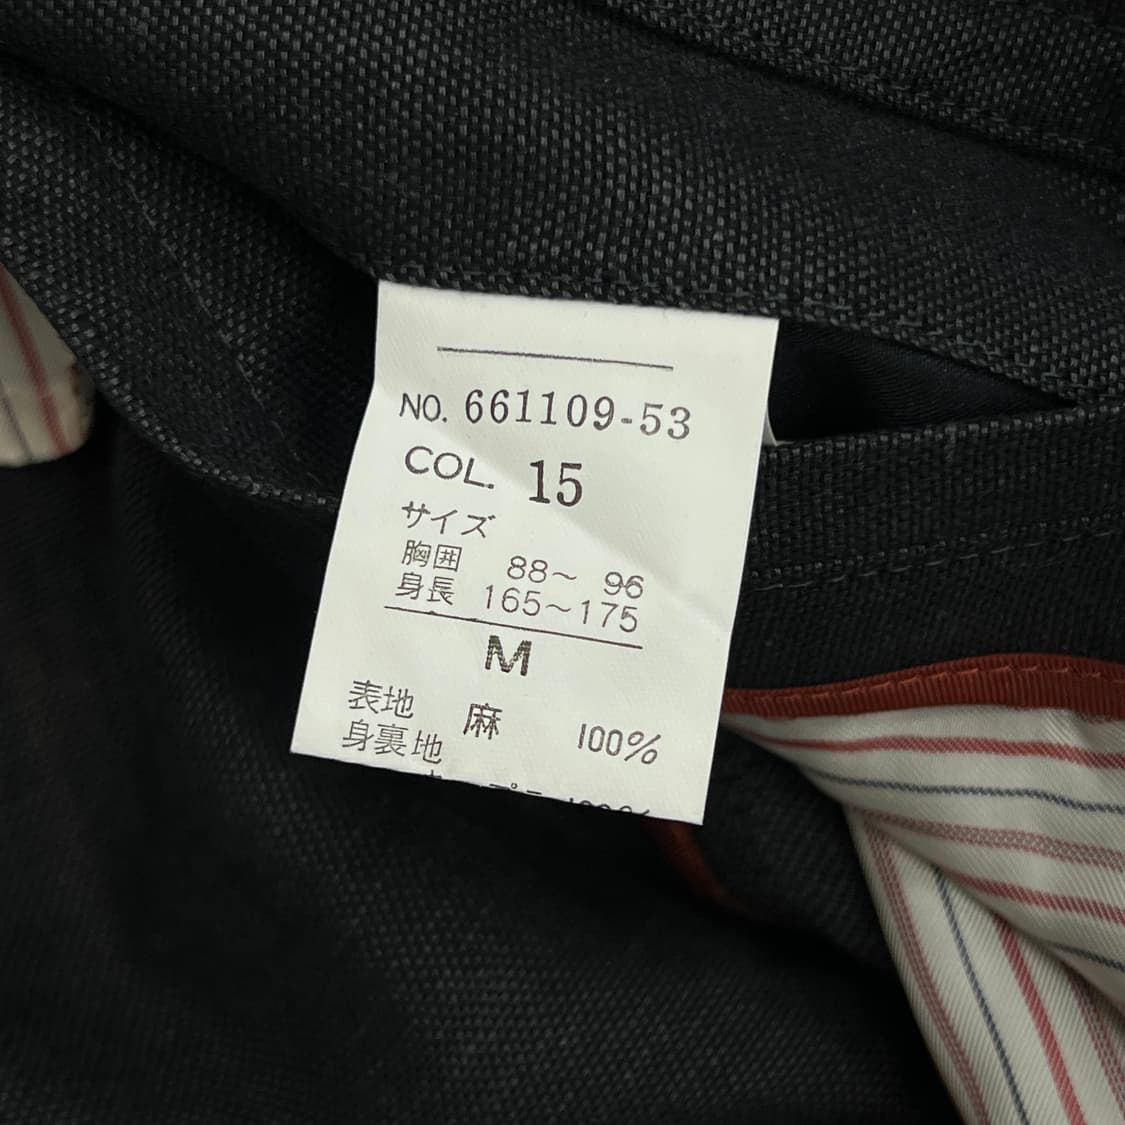 NO. 661109-53
COL. 15
サイズ
胸囲 88～ 96
身長 165～175
M
表地 麻 100%
身裏地